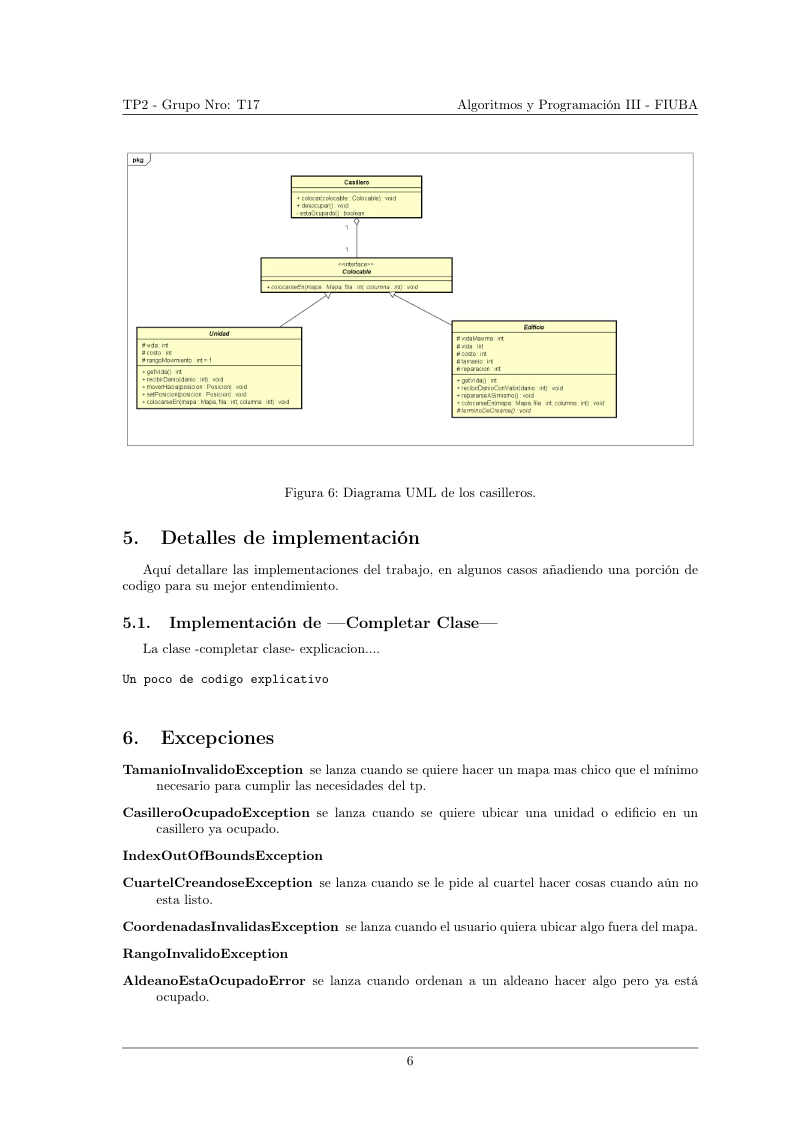 TP2 - Grupo Nro: T17 Algoritmos y Programación III - FIUBA
pkg
Casillero
+ colocar(colocable : Colocable) : void
+ desocupar() : void
- estaOcupado() : boolean
1
1
<<interface>>
Colocable
+ colocarseEn(mapa : Mapa, fila : int, columna : int) : void
Unidad
# vida : int
# costo : int
# rangoMovimiento : int = 1
+ getVida() : int
+ recibirDanio(danio : int) : void
+ moverHacia(posicion : Posicion) : void
+ setPosicion(posicion : Posicion) : void
+ colocarseEn(mapa : Mapa, fila : int, columna : int) : void
Edificio
# vidaMaxima : int
# vida : int
# costo : int
# tamanio : int
# reparacion : int
+ getVida() : int
+ recibirDanioConValor(danio : int) : void
+ repararseASimismo() : void
+ colocarseEn(mapa : Mapa, fila : int, columna : int) : void
# terminoDeCrearse() : void
Figura 6: Diagrama UML de los casilleros.
5. Detalles de implementación
Aquí detallare las implementaciones del trabajo, en algunos casos añadiendo una porción de
codigo para su mejor entendimiento.
5.1. Implementación de —Completar Clase—
La clase -completar clase- explicacion....
Un poco de codigo explicativo
6. Excepciones
TamanioInvalidoException se lanza cuando se quiere hacer un mapa mas chico que el mínimo
necesario para cumplir las necesidades del tp.
CasilleroOcupadoException se lanza cuando se quiere ubicar una unidad o edificio en un
casillero ya ocupado.
IndexOutOfBoundsException
CuartelCreandoseException se lanza cuando se le pide al cuartel hacer cosas cuando aún no
esta listo.
CoordenadasInvalidasException se lanza cuando el usuario quiera ubicar algo fuera del mapa.
RangoInvalidoException
AldeanoEstaOcupadoError se lanza cuando ordenan a un aldeano hacer algo pero ya está
ocupado.
6